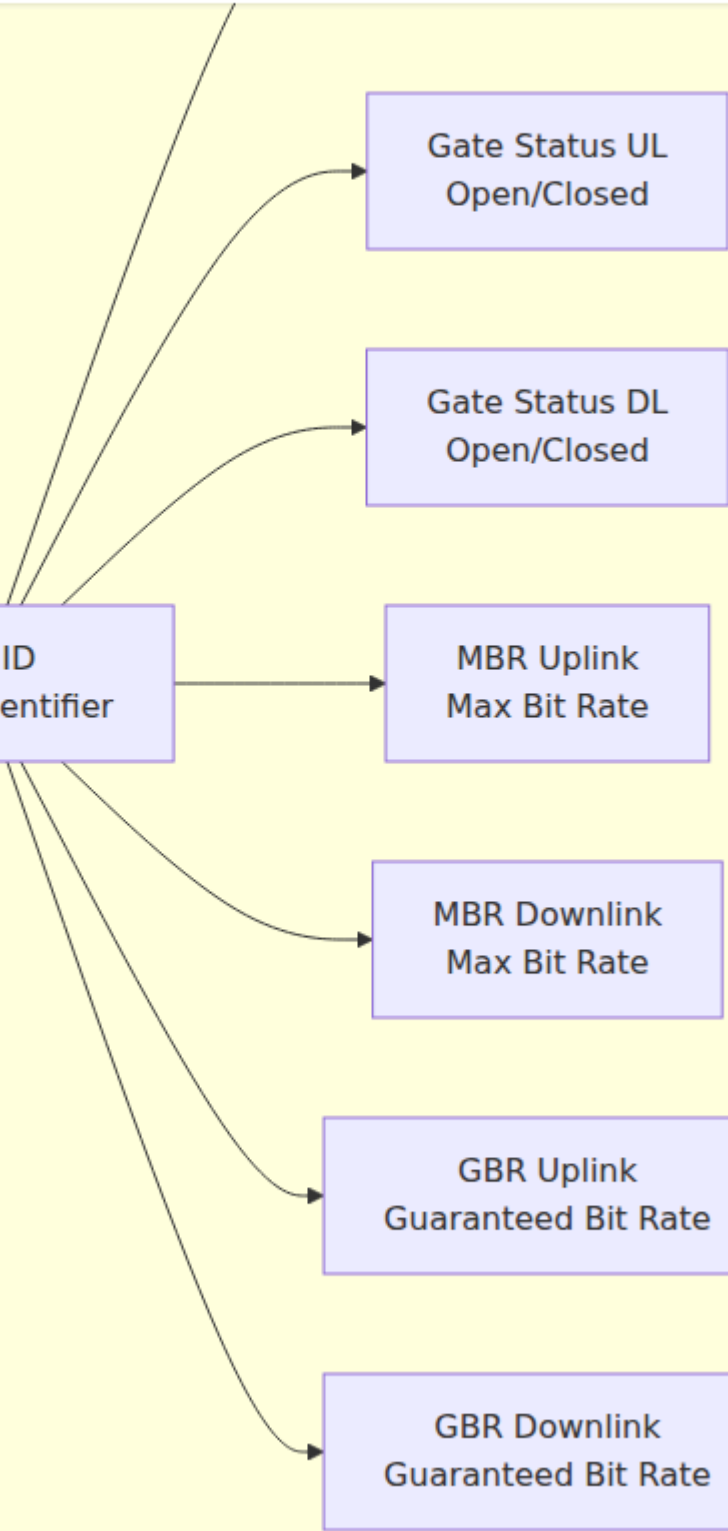 Gate Status UL
Open/Closed
Gate Status DL
Open/Closed
ID
entifier
MBR Uplink
Max Bit Rate
MBR Downlink
Max Bit Rate
GBR Uplink
Guaranteed Bit Rate
GBR Downlink
Guaranteed Bit Rate